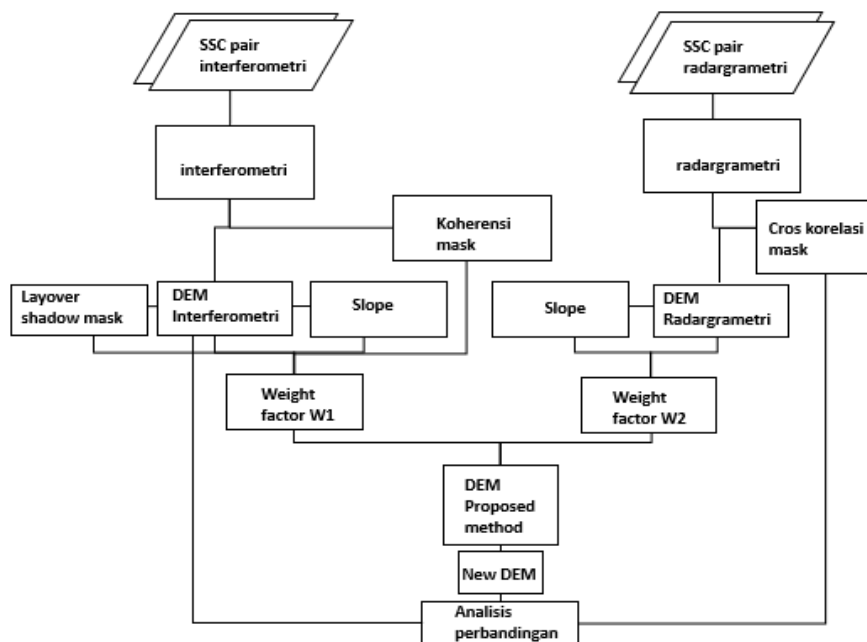 SSC pair
interferometri
SSC pair
radargrametri
interferometri
radargrametri
Koherensi
mask
Cros korelasi
mask
Layover
shadow mask
DEM
Interferometri
Slope
Slope
DEM
Radargrametri
Weight
factor W1
Weight
factor W2
DEM
Proposed
method
New DEM
Analisis
perbandingan